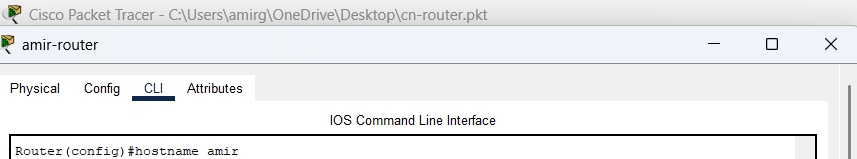 Cisco Packet Tracer - C:\Users\amirg\OneDrive\Desktop\cn-router.pkt
amir-router
Physical Config CLI Attributes
IOS Command Line Interface
Router(config)#hostname amir